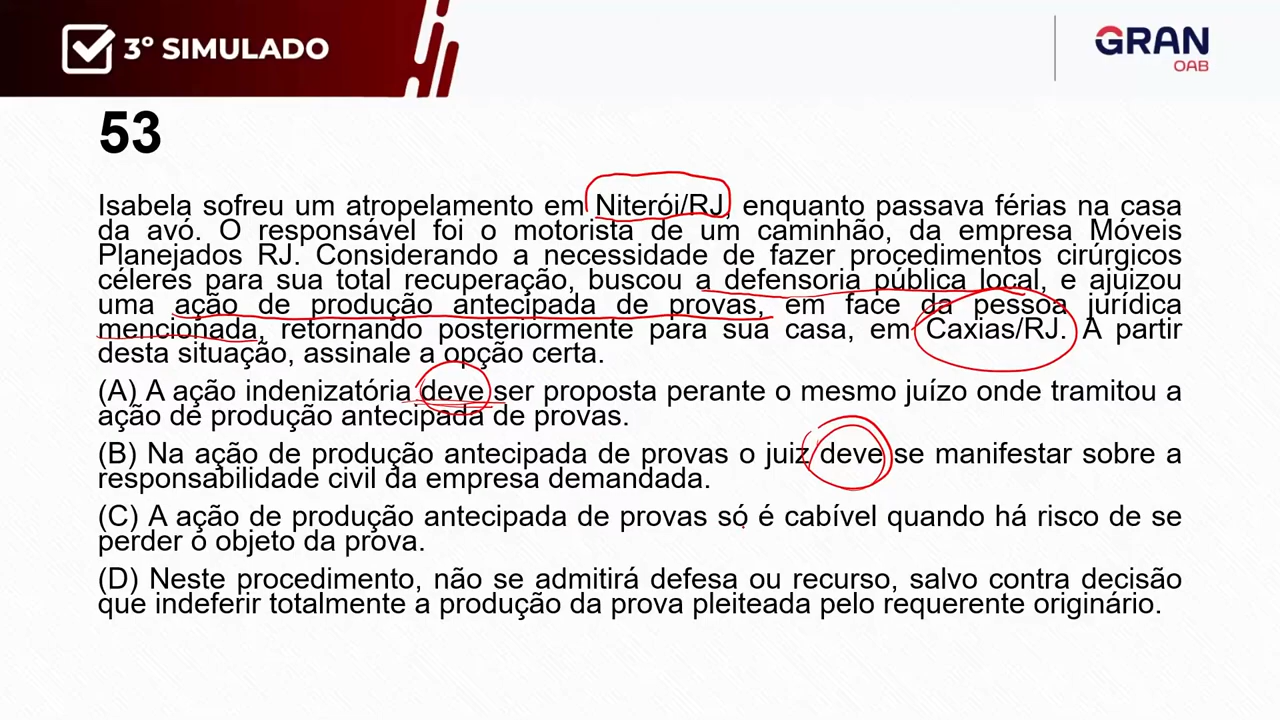 3º SIMULADO
GRAN
OAB
53
Isabela sofreu um atropelamento em Niterói/RJ, enquanto passava férias na casa
da avó. O responsável foi o motorista de um caminhão, da empresa Móveis
Planejados RJ. Considerando a necessidade de fazer procedimentos cirúrgicos
céleres para sua total recuperação, buscou a defensoria pública local, e ajuizou
uma ação de produção antecipada de provas, em face da pessoa jurídica
mencionada, retornando posteriormente para sua casa, em Caxias/RJ. A partir
desta situação, assinale a opção certa.
(A) A ação indenizatória deve ser proposta perante o mesmo juízo onde tramitou a
ação de produção antecipada de provas.
(B) Na ação de produção antecipada de provas o juiz deve se manifestar sobre a
responsabilidade civil da empresa demandada.
(C) A ação de produção antecipada de provas só é cabível quando há risco de se
perder o objeto da prova.
(D) Neste procedimento, não se admitirá defesa ou recurso, salvo contra decisão
que indeferir totalmente a produção da prova pleiteada pelo requerente originário.